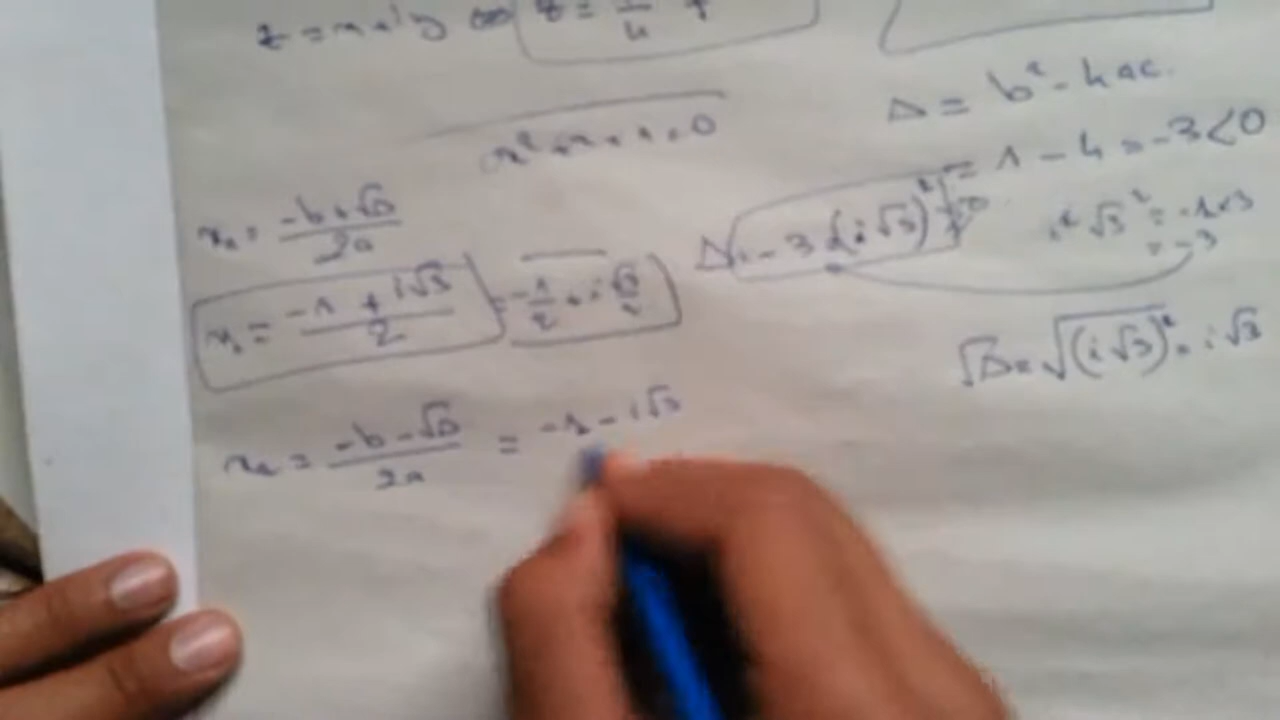 z = x + iy
Δ = b² - 4ac
x² + x + 1 = 0
= 1 - 4 = -3 < 0
x₁ = (-b + √Δ)/2a
Δ = -3 = (i√3)²
i² √3² = -1×3
= -3
x₁ = (-1 + i√3)/2 = -1/2 + i √3/2
√Δ = √(i√3)² = i√3
x₂ = (-b - √Δ)/2a = -1 - i√3